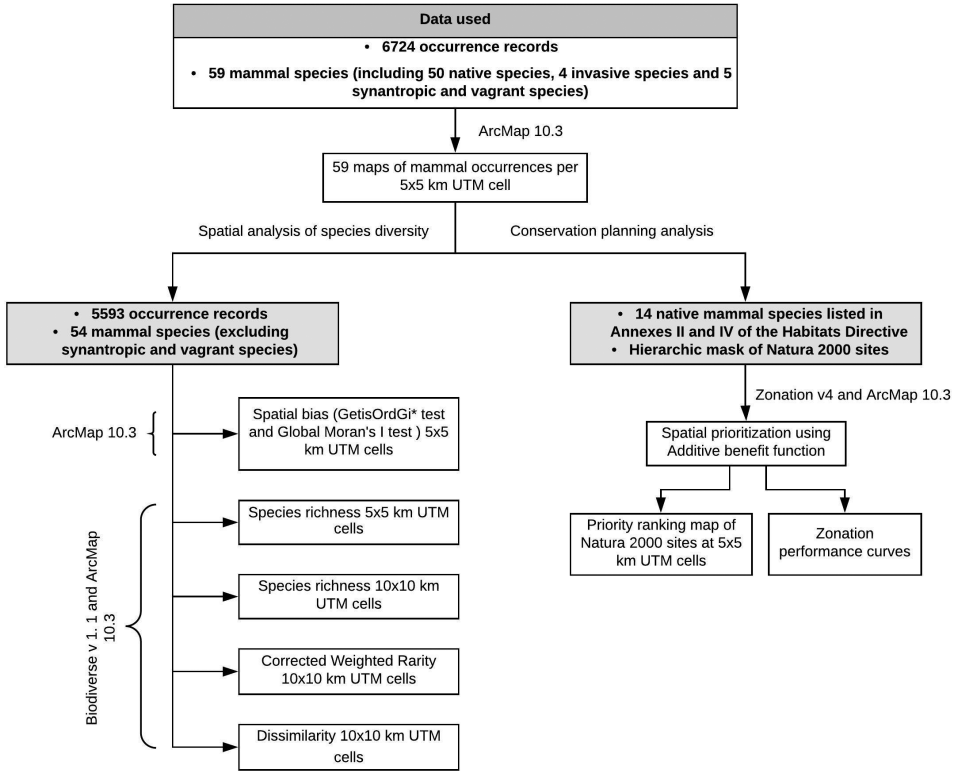 Data used
• 6724 occurrence records
• 59 mammal species (including 50 native species, 4 invasive species and 5
synantropic and vagrant species)
ArcMap 10.3
59 maps of mammal occurrences per
5x5 km UTM cell
Spatial analysis of species diversity
Conservation planning analysis
• 5593 occurrence records
• 54 mammal species (excluding
synantropic and vagrant species)
• 14 native mammal species listed in
Annexes II and IV of the Habitats Directive
• Hierarchic mask of Natura 2000 sites
ArcMap 10.3
Spatial bias (GetisOrdGi* test
and Global Moran's I test ) 5x5
km UTM cells
Zonation v4 and ArcMap 10.3
Spatial prioritization using
Additive benefit function
Biodiverse v 1. 1 and ArcMap
10.3
Species richness 5x5 km UTM
cells
Species richness 10x10 km
UTM cells
Corrected Weighted Rarity
10x10 km UTM cells
Dissimilarity 10x10 km UTM
cells
Priority ranking map of
Natura 2000 sites at 5x5
km UTM cells
Zonation
performance curves